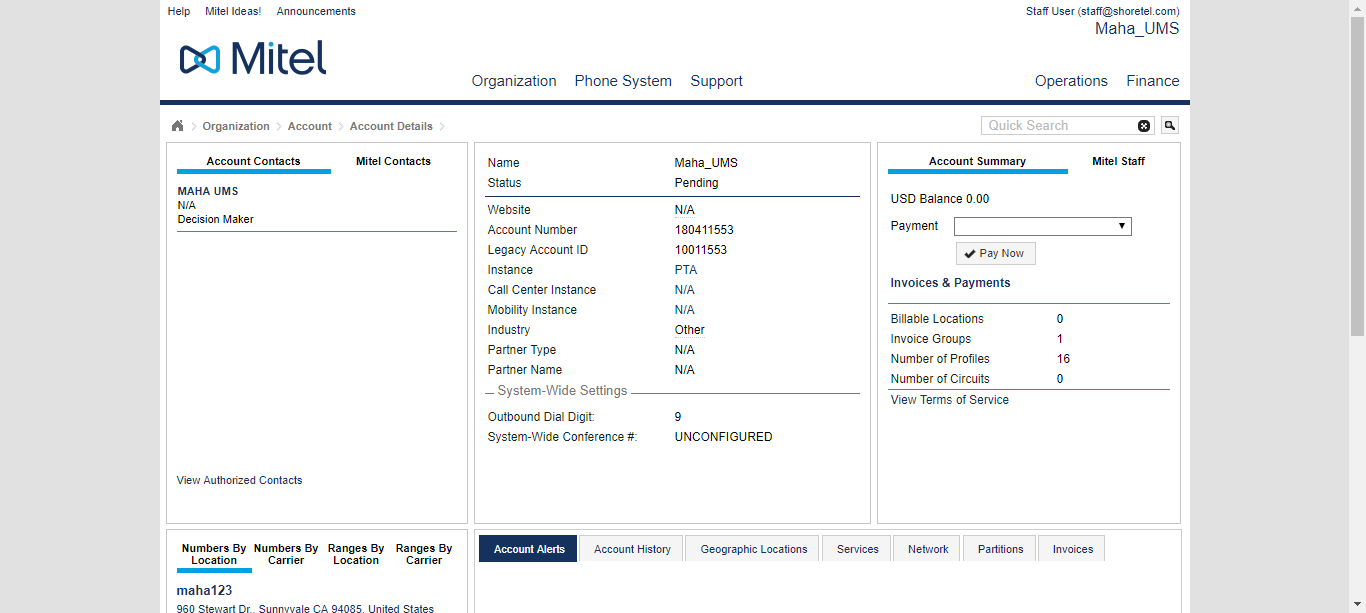 Help Mitel Ideas! Announcements
Staff User (staff@shoretel.com)
Maha_UMS
Mitel
Organization Phone System Support Operations Finance
Organization Account Account Details
Quick Search
Account Contacts Mitel Contacts
MAHA UMS
N/A
Decision Maker
View Authorized Contacts
Name Maha_UMS
Status Pending
Website N/A
Account Number 180411553
Legacy Account ID 10011553
Instance PTA
Call Center Instance N/A
Mobility Instance N/A
Industry Other
Partner Type N/A
Partner Name N/A
System-Wide Settings
Outbound Dial Digit: 9
System-Wide Conference #: UNCONFIGURED
Account Summary Mitel Staff
USD Balance 0.00
Payment
Pay Now
Invoices & Payments
Billable Locations 0
Invoice Groups 1
Number of Profiles 16
Number of Circuits 0
View Terms of Service
Numbers By Location Numbers By Carrier Ranges By Location Ranges By Carrier
maha123
960 Stewart Dr., Sunnyvale CA 94085, United States
Account Alerts Account History Geographic Locations Services Network Partitions Invoices